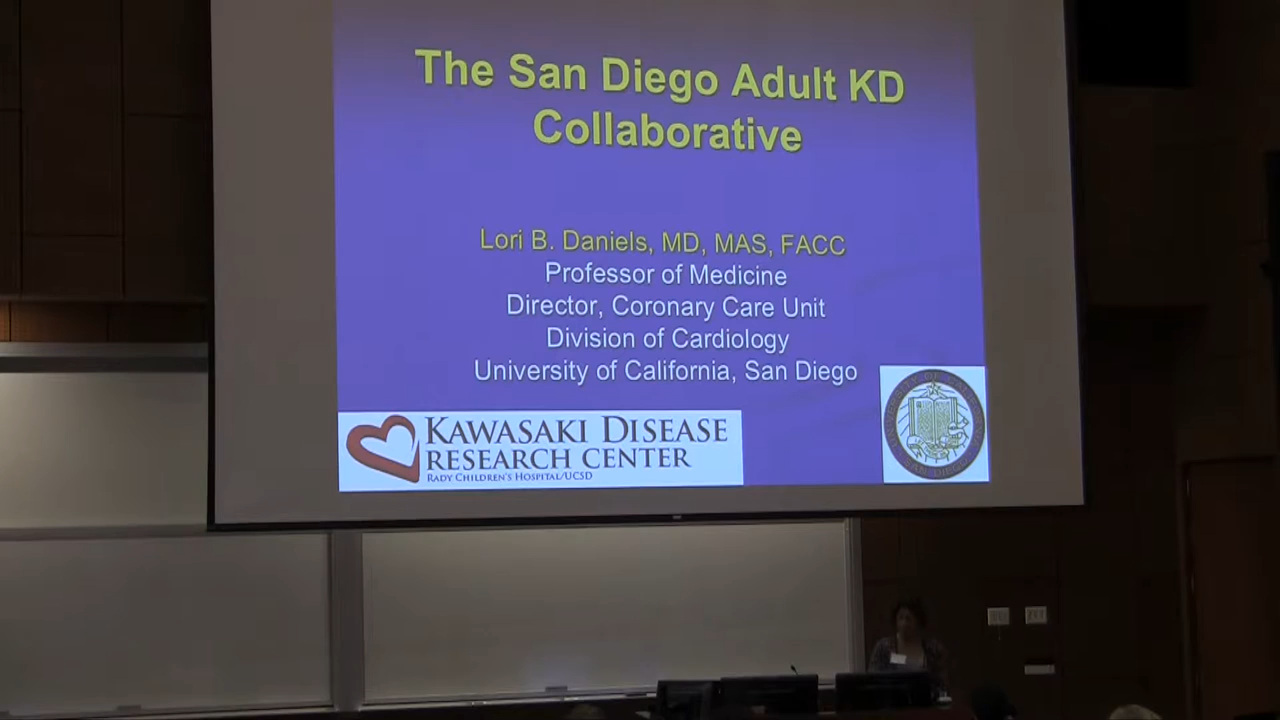 The San Diego Adult KD
Collaborative
Lori B. Daniels, MD, MAS, FACC
Professor of Medicine
Director, Coronary Care Unit
Division of Cardiology
University of California, San Diego
KAWASAKI DISEASE
RESEARCH CENTER
RADY CHILDREN'S HOSPITAL/UCSD